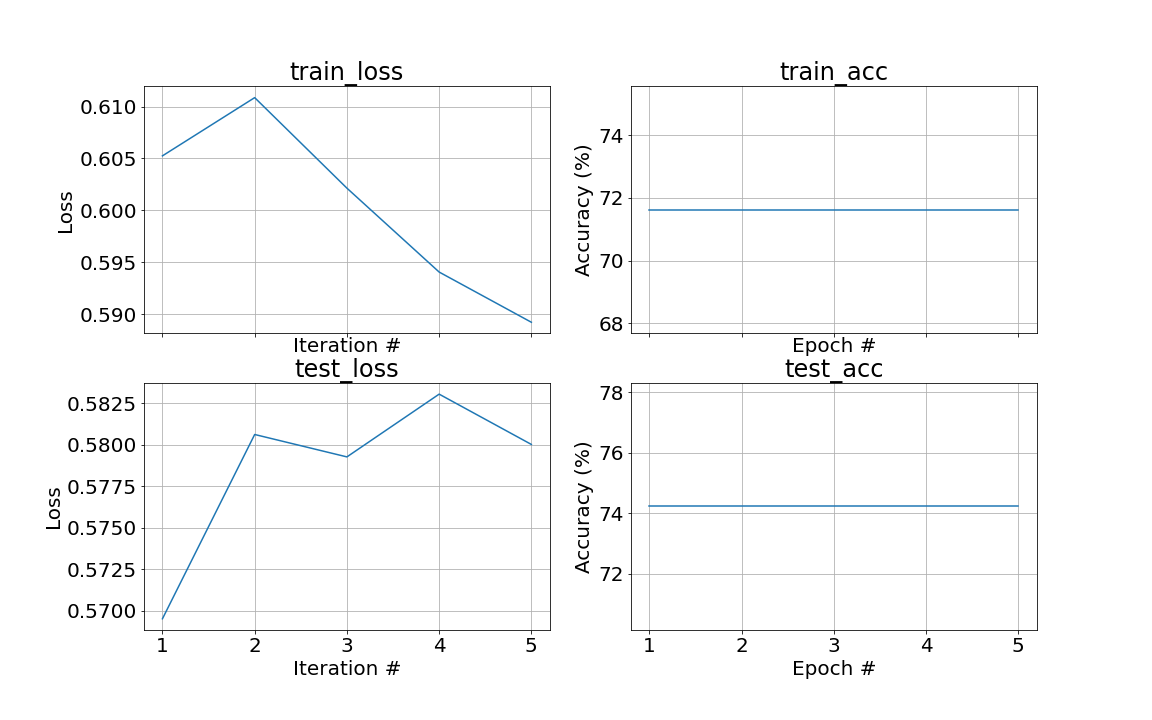 train_loss
0.610
0.605
0.600
0.595
0.590
Loss
Iteration #
train_acc
74
72
70
68
Accuracy (%)
Epoch #
test_loss
0.5825
0.5800
0.5775
0.5750
0.5725
0.5700
Loss
1 2 3 4 5
Iteration #
test_acc
78
76
74
72
Accuracy (%)
1 2 3 4 5
Epoch #